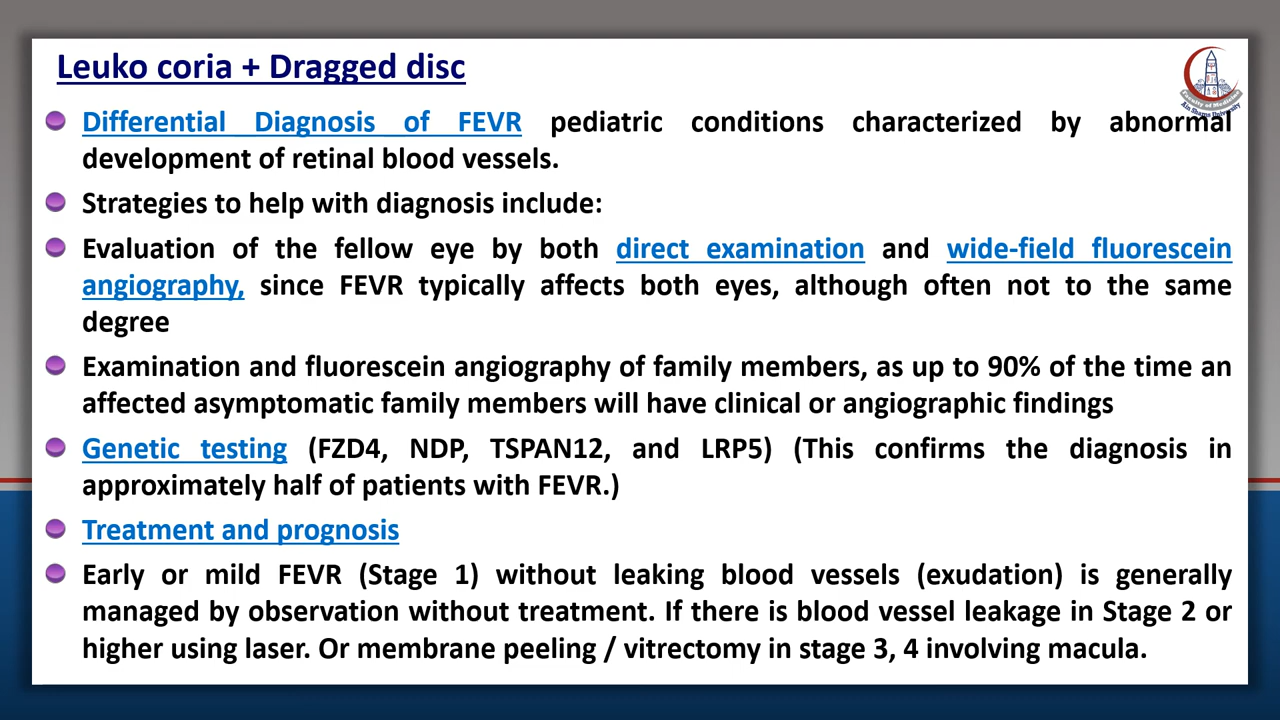 Leuko coria + Dragged disc
Differential Diagnosis of FEVR pediatric conditions characterized by abnormal
development of retinal blood vessels.
Strategies to help with diagnosis include:
Evaluation of the fellow eye by both direct examination and wide-field fluorescein
angiography, since FEVR typically affects both eyes, although often not to the same
degree
Examination and fluorescein angiography of family members, as up to 90% of the time an
affected asymptomatic family members will have clinical or angiographic findings
Genetic testing (FZD4, NDP, TSPAN12, and LRP5) (This confirms the diagnosis in
approximately half of patients with FEVR.)
Treatment and prognosis
Early or mild FEVR (Stage 1) without leaking blood vessels (exudation) is generally
managed by observation without treatment. If there is blood vessel leakage in Stage 2 or
higher using laser. Or membrane peeling / vitrectomy in stage 3, 4 involving macula.
Faculty of Medicine
Ain Shams University